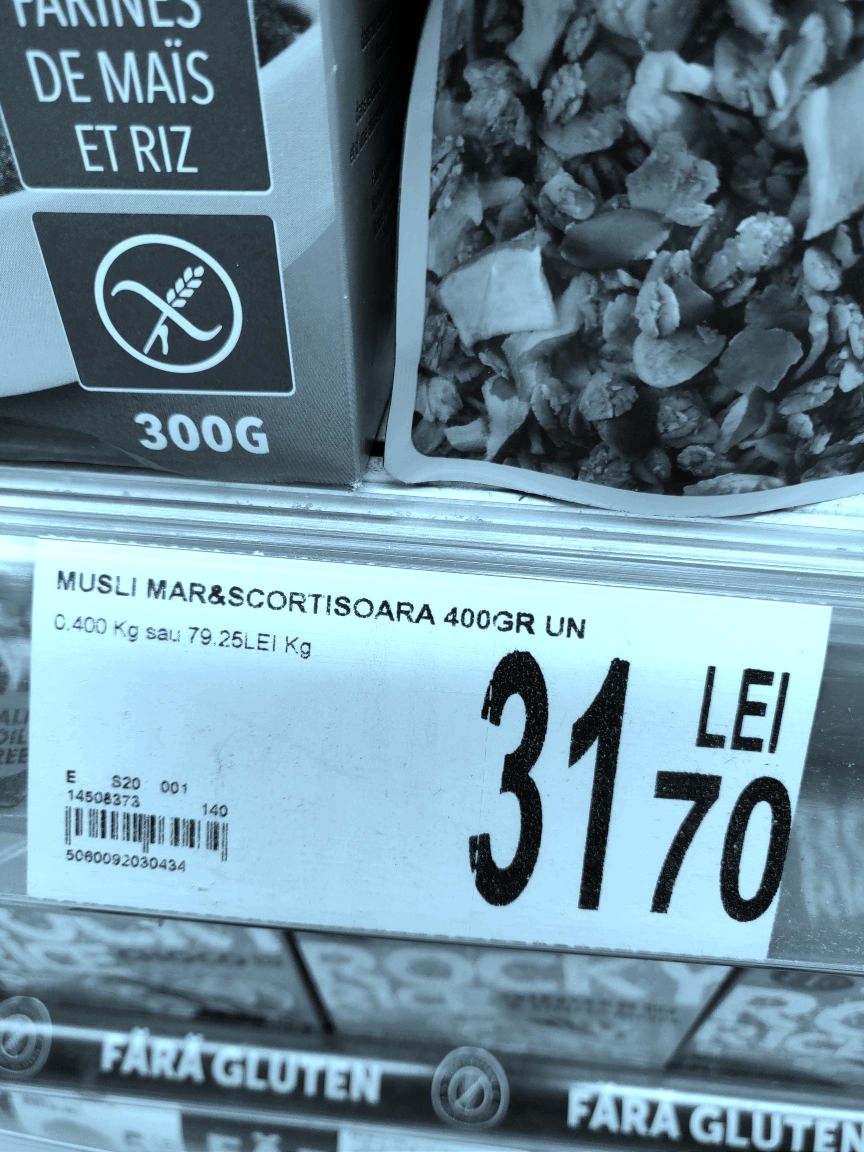 FARINES
DE MAÏS
ET RIZ
300G
MUSLI MAR&SCORTISOARA 400GR UN
0.400 Kg sau 79.25LEI Kg
31
LEI
70
E S20 001
14508373
140
5060092030434
ROCKY
FĂRĂ GLUTEN
FĂRĂ GLUTEN